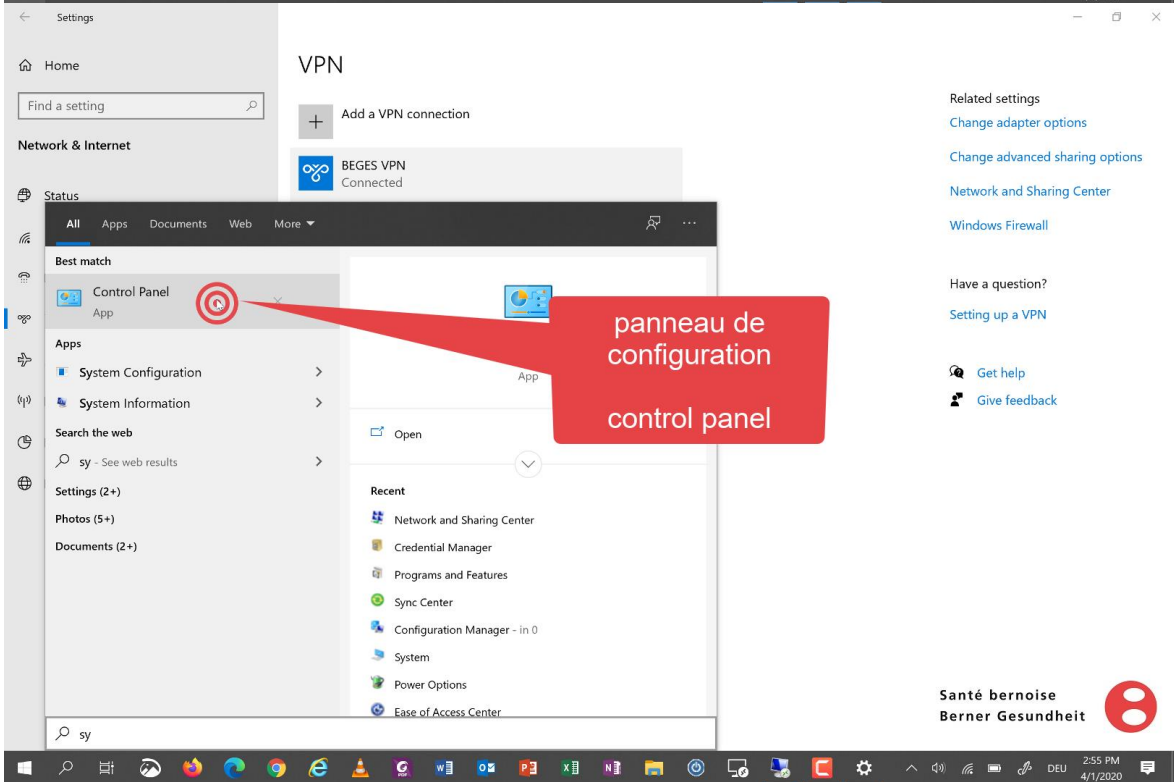 Settings
Home
Find a setting
Network & Internet
Status
VPN
Add a VPN connection
BEGES VPN
Connected
Related settings
Change adapter options
Change advanced sharing options
Network and Sharing Center
Windows Firewall
Have a question?
Setting up a VPN
Get help
Give feedback
All Apps Documents Web More
Best match
Control Panel
App
Apps
System Configuration
System Information
Search the web
sy - See web results
Settings (2+)
Photos (5+)
Documents (2+)
App
Open
Recent
Network and Sharing Center
Credential Manager
Programs and Features
Sync Center
Configuration Manager - in 0
System
Power Options
Ease of Access Center
panneau de
configuration
control panel
sy
Santé bernoise
Berner Gesundheit
DEU
2:55 PM
4/1/2020